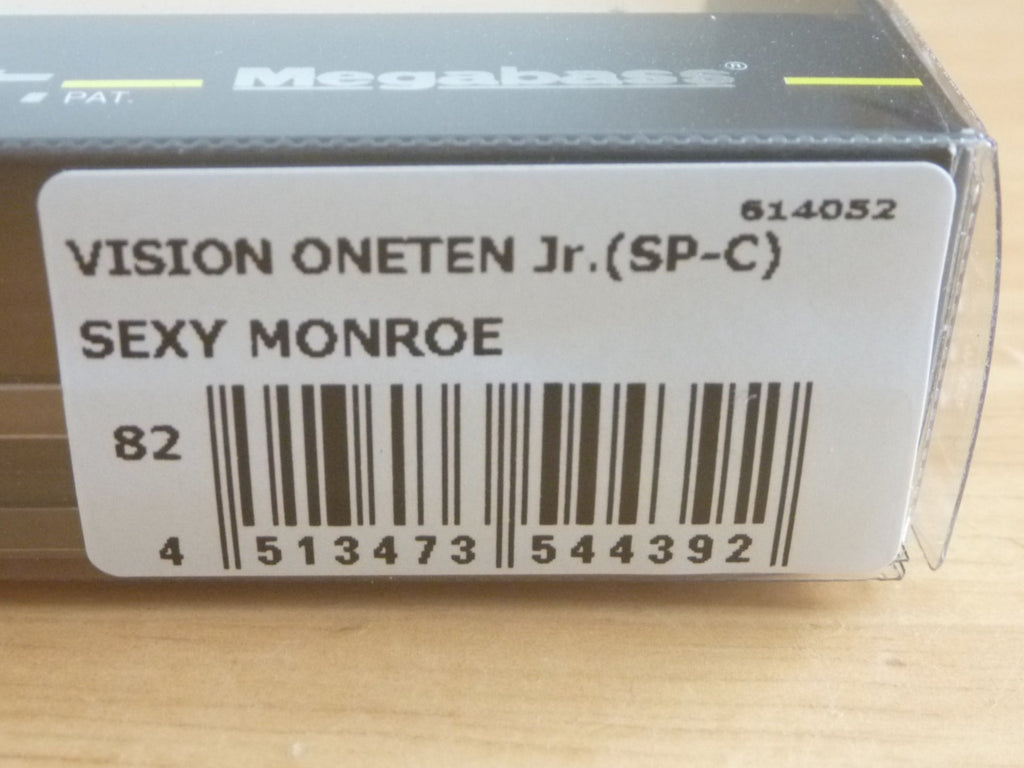 PAT. Megabass®
614052
VISION ONETEN Jr.(SP-C)
SEXY MONROE
82
4 513473 544392